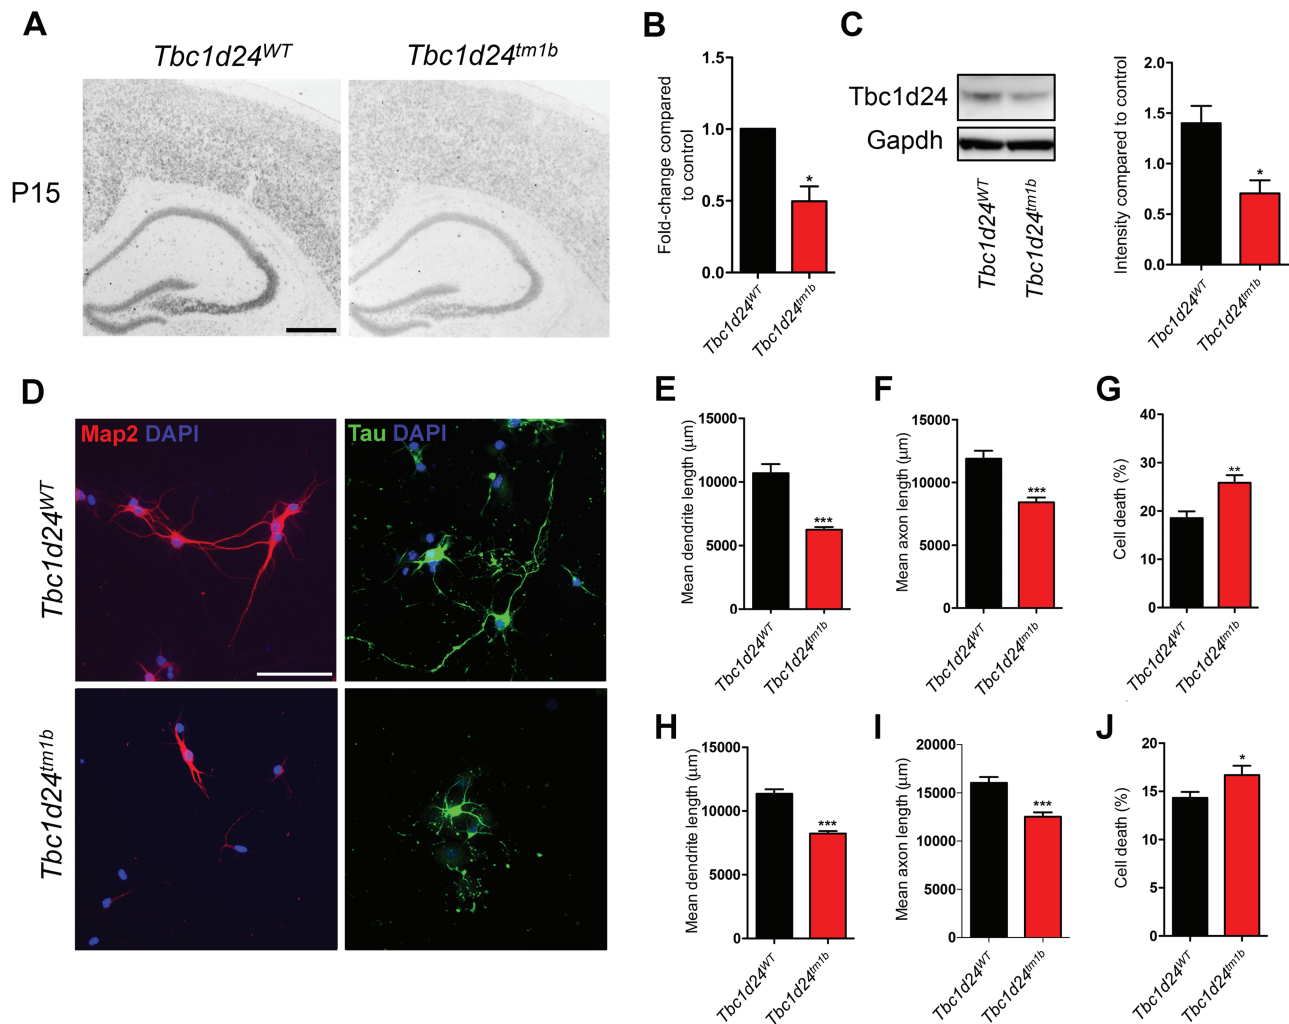 A
Tbc1d24WT
Tbc1d24tm1b
P15
B
Fold-change compared
to control
1.5
1.0
0.5
0.0
*
Tbc1d24WT
Tbc1d24tm1b
C
Tbc1d24
Gapdh
Tbc1d24WT
Tbc1d24tm1b
Intensity compared to control
2.0
1.5
1.0
0.5
0.0
*
Tbc1d24WT
Tbc1d24tm1b
D
Map2 DAPI
Tau DAPI
Tbc1d24WT
Tbc1d24tm1b
E
Mean dendrite length (μm)
15000
10000
5000
0
***
Tbc1d24WT
Tbc1d24tm1b
F
Mean axon length (μm)
15000
10000
5000
0
***
Tbc1d24WT
Tbc1d24tm1b
G
Cell death (%)
40
30
20
10
0
**
Tbc1d24WT
Tbc1d24tm1b
H
Mean dendrite length (μm)
15000
10000
5000
0
***
Tbc1d24WT
Tbc1d24tm1b
I
Mean axon length (μm)
20000
15000
10000
5000
0
***
Tbc1d24WT
Tbc1d24tm1b
J
Cell death (%)
20
15
10
5
0
*
Tbc1d24WT
Tbc1d24tm1b